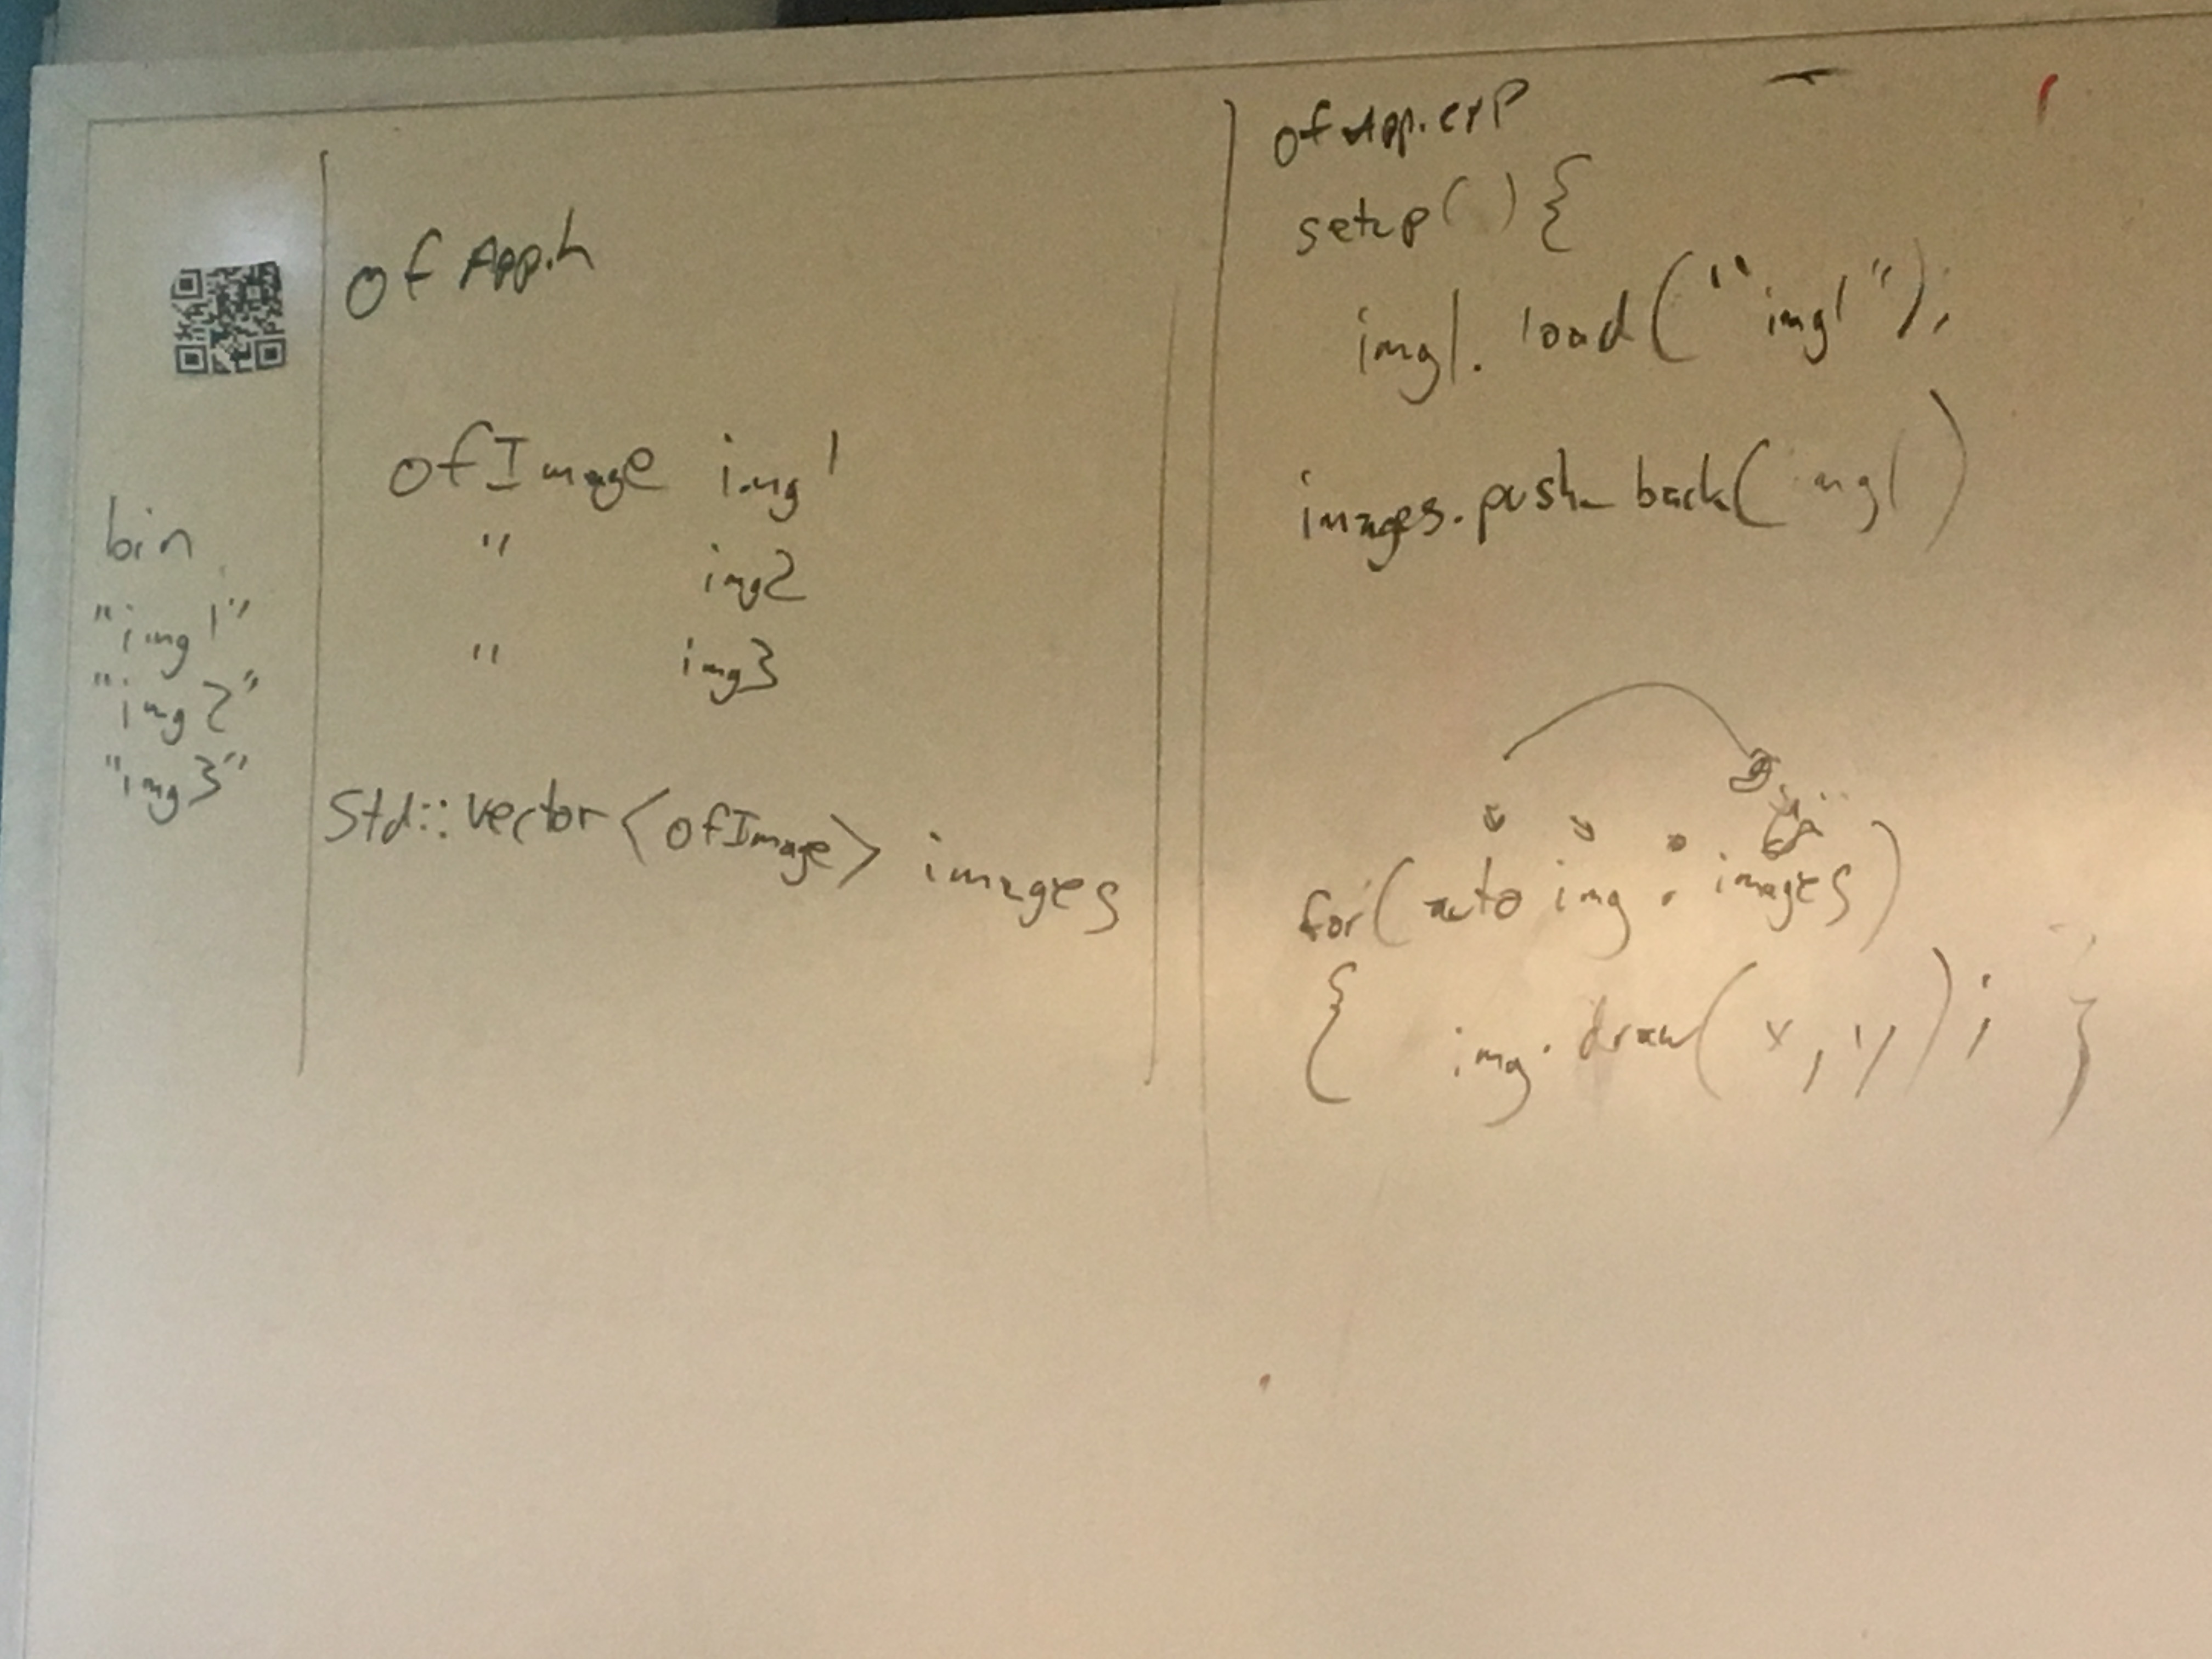 bin
"img1"
"img2"
"img3"
ofApp.h
ofImage img1
" img2
" img3
Std::vector<ofImage> images
ofApp.cpp
setup( ) {
img1. load("img1");
images.push_back(img1)
for(auto img : images)
{ img.draw(x,y); }